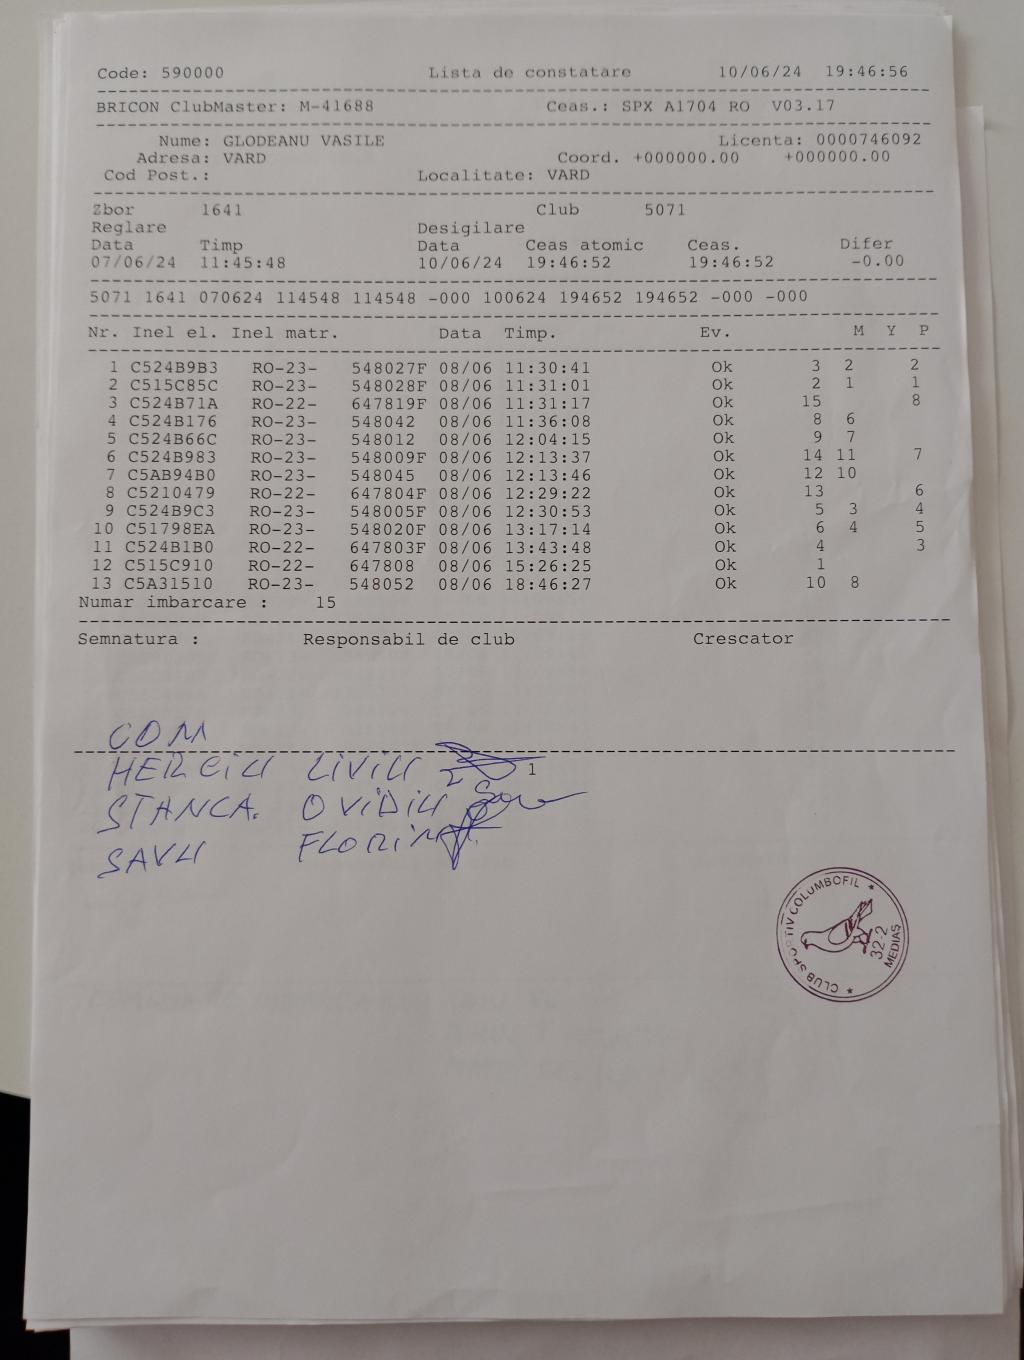 Code: 590000 Lista de constatare 10/06/24 19:46:56
BRICON ClubMaster: M-41688 Ceas.: SPX A1704 RO V03.17
Nume: GLODEANU VASILE Licenta: 0000746092
Adresa: VARD Coord. +000000.00 +000000.00
Cod Post.: Localitate: VARD
Zbor 1641 Club 5071
Reglare Desigilare
Data Timp Data Ceas atomic Ceas. Difer
07/06/24 11:45:48 10/06/24 19:46:52 19:46:52 -0.00
5071 1641 070624 114548 114548 -000 100624 194652 194652 -000 -000
Nr. Inel el. Inel matr. Data Timp. Ev. M Y P
1 C524B9B3 RO-23- 548027F 08/06 11:30:41 Ok 3 2 2
2 C515C85C RO-23- 548028F 08/06 11:31:01 Ok 2 1 1
3 C524B71A RO-22- 647819F 08/06 11:31:17 Ok 15 8
4 C524B176 RO-23- 548042 08/06 11:36:08 Ok 8 6
5 C524B66C RO-23- 548012 08/06 12:04:15 Ok 9 7
6 C524B983 RO-23- 548009F 08/06 12:13:37 Ok 14 11 7
7 C5AB94B0 RO-23- 548045 08/06 12:13:46 Ok 12 10
8 C5210479 RO-22- 647804F 08/06 12:29:22 Ok 13 6
9 C524B9C3 RO-23- 548005F 08/06 12:30:53 Ok 5 3 4
10 C51798EA RO-23- 548020F 08/06 13:17:14 Ok 6 4 5
11 C524B1B0 RO-22- 647803F 08/06 13:43:48 Ok 4 3
12 C515C910 RO-22- 647808 08/06 15:26:25 Ok 1
13 C5A31510 RO-23- 548052 08/06 18:46:27 Ok 10 8
Numar imbarcare : 15
Semnatura : Responsabil de club Crescator
COM
HERCIU LIVIU 1
STANCA. OVIDIU
SAVU FLORIN
CLUB SPORTIV COLUMBOFIL
32-2
MEDIAS